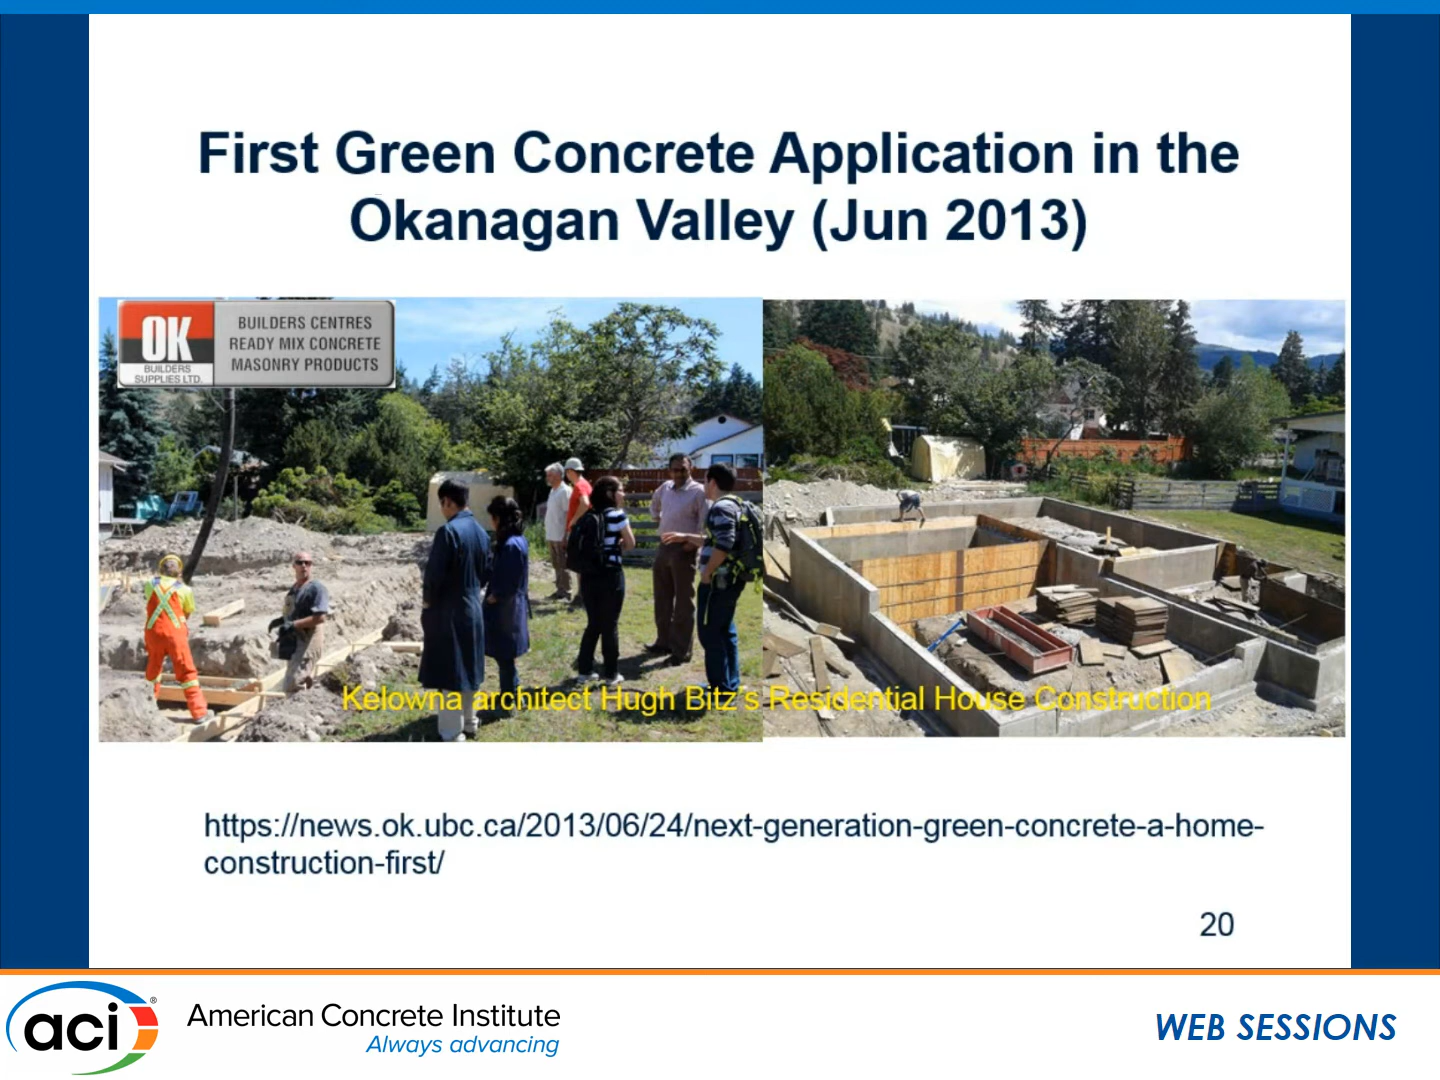 First Green Concrete Application in the
Okanagan Valley (Jun 2013)
OK
BUILDERS
SUPPLIES LTD.
BUILDERS CENTRES
READY MIX CONCRETE
MASONRY PRODUCTS
Kelowna architect Hugh Bitz's Residential House Construction
https://news.ok.ubc.ca/2013/06/24/next-generation-green-concrete-a-home-
construction-first/
20
aci®
American Concrete Institute
Always advancing
WEB SESSIONS